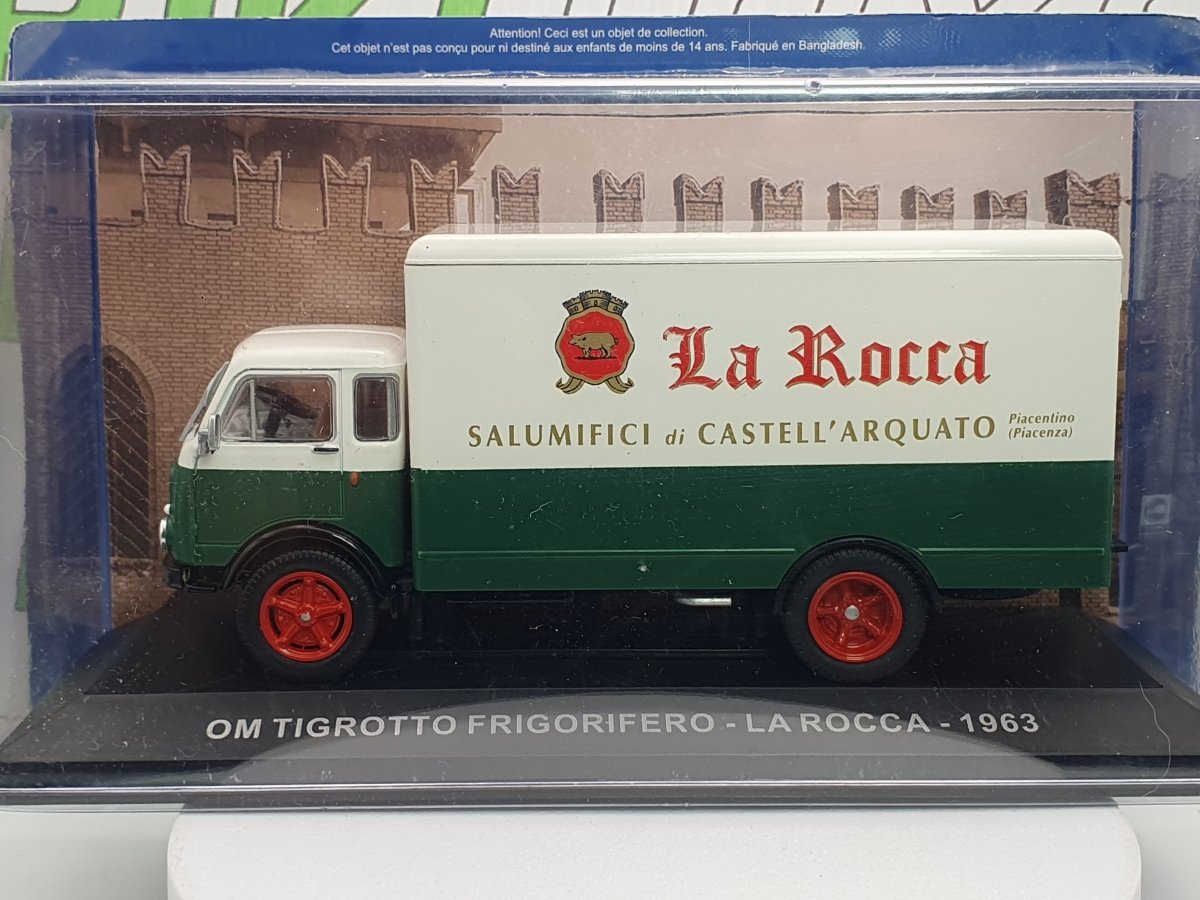 Attention! Ceci est un objet de collection.
Cet objet n'est pas conçu pour ni destiné aux enfants de moins de 14 ans. Fabriqué en Bangladesh.
La Rocca
SALUMIFICI di CASTELL'ARQUATO Piacentino
(Piacenza)
OM TIGROTTO FRIGORIFERO - LA ROCCA - 1963